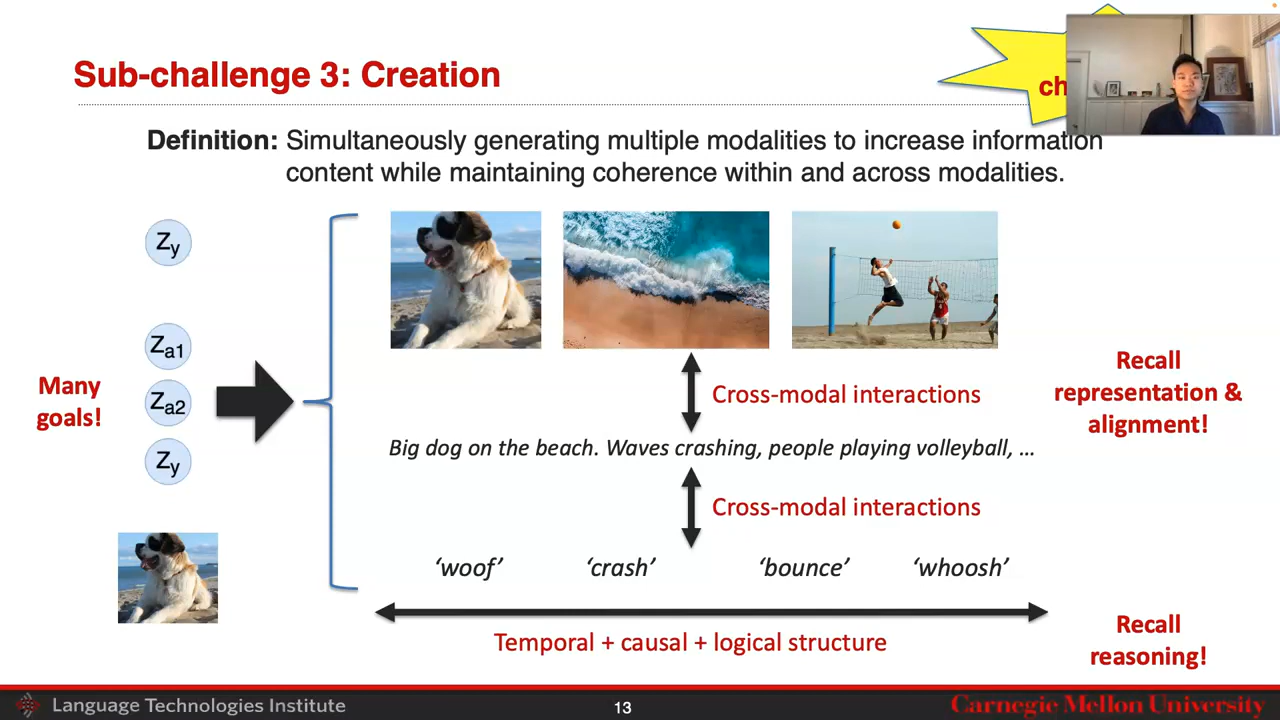 Sub-challenge 3: Creation
ch
Definition: Simultaneously generating multiple modalities to increase information
content while maintaining coherence within and across modalities.
Zy
Za1
Za2
Zy
Many
goals!
Cross-modal interactions
Recall
representation &
alignment!
Big dog on the beach. Waves crashing, people playing volleyball, …
Cross-modal interactions
‘woof’ ‘crash’ ‘bounce’ ‘whoosh’
Temporal + causal + logical structure
Recall
reasoning!
Language Technologies Institute
13
Carnegie Mellon University